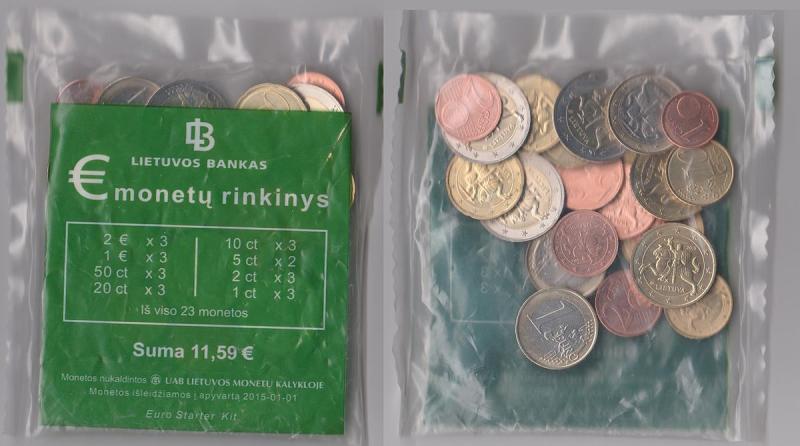 LIETUVOS BANKAS
€ monetų rinkinys
2 € x 3 10 ct x 3
1 € x 3 5 ct x 2
50 ct x 3 2 ct x 3
20 ct x 3 1 ct x 3
Iš viso 23 monetos
Suma 11,59 €
Monetos nukaldintos UAB LIETUVOS MONETŲ KALYKLOJE
Monetos išleidžiamos į apyvartą 2015-01-01
Euro Starter Kit
LIETUVA
1
LIETUVA